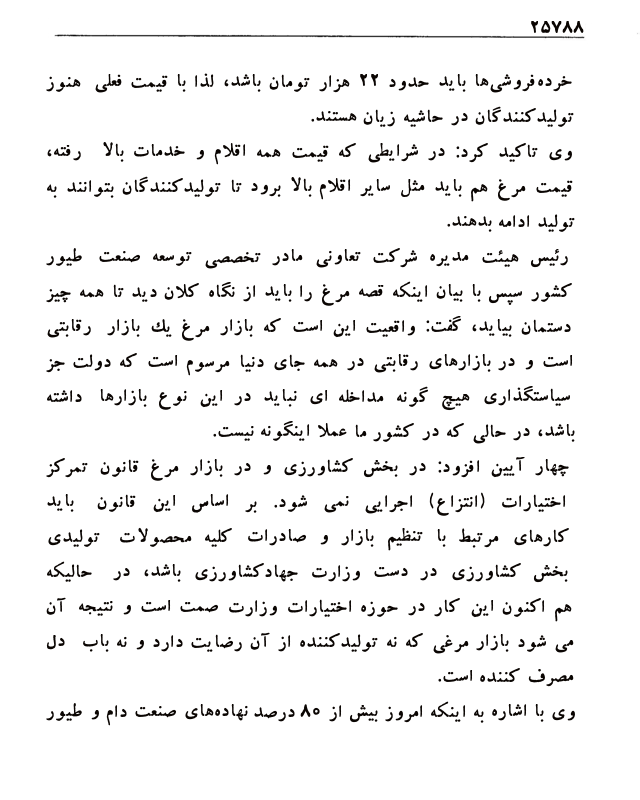 ۲۵۷۸۸
خرده‌فروشی‌ها باید حدود ۲۲ هزار تومان باشد، لذا با قیمت فعلی هنوز
تولیدکنندگان در حاشیه زیان هستند.
وی تاکید کرد: در شرایطی که قیمت همه اقلام و خدمات بالا رفته،
قیمت مرغ هم باید مثل سایر اقلام بالا برود تا تولیدکنندگان بتوانند به
تولید ادامه بدهند.
رئیس هیئت مدیره شرکت تعاونی مادر تخصصی توسعه صنعت طیور
کشور سپس با بیان اینکه قصه مرغ را باید از نگاه کلان دید تا همه چیز
دستمان بیاید، گفت: واقعیت این است که بازار مرغ یك بازار رقابتی
است و در بازارهای رقابتی در همه جای دنیا مرسوم است که دولت جز
سیاستگذاری هیچ گونه مداخله ای نباید در این نوع بازارها داشته
باشد، در حالی که در کشور ما عملا اینگونه نیست.
چهار آیین افزود: در بخش کشاورزی و در بازار مرغ قانون تمرکز
اختیارات (انتزاع) اجرایی نمی شود. بر اساس این قانون باید
کارهای مرتبط با تنظیم بازار و صادرات کلیه محصولات تولیدی
بخش کشاورزی در دست وزارت جهادکشاورزی باشد، در حالیکه
هم اکنون این کار در حوزه اختیارات وزارت صمت است و نتیجه آن
می شود بازار مرغی که نه تولیدکننده از آن رضایت دارد و نه باب دل
مصرف کننده است.
وی با اشاره به اینکه امروز بیش از ۸۰ درصد نهاده‌های صنعت دام و طیور